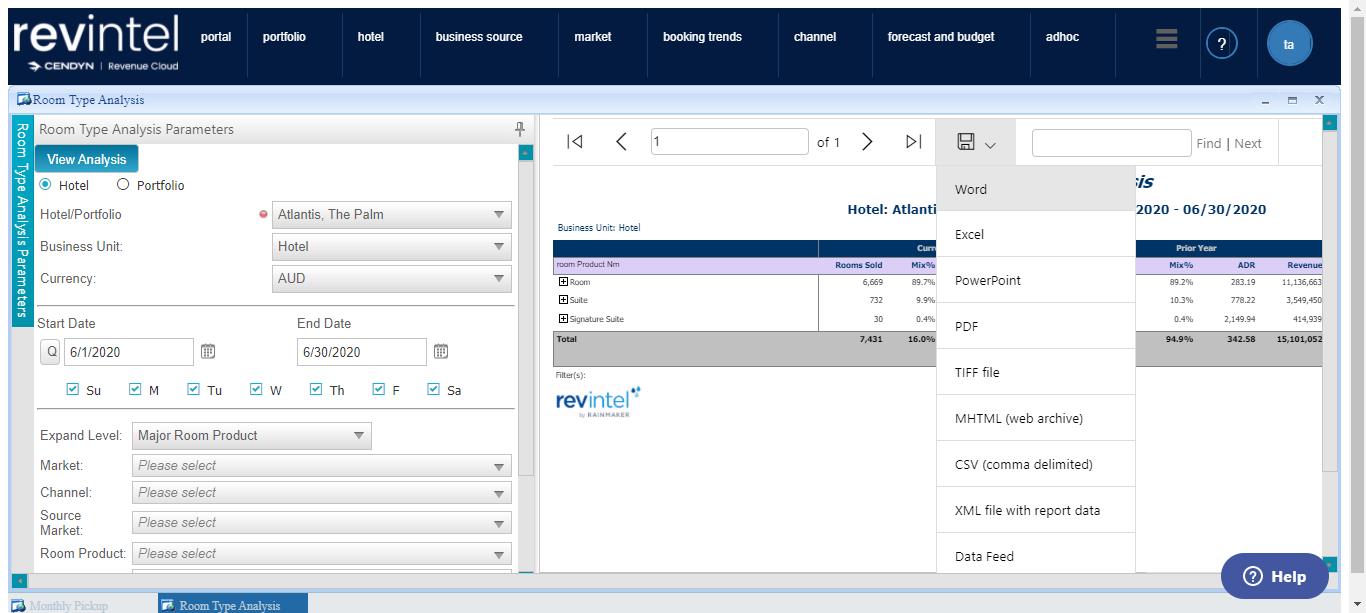 revintel
CENDYN | Revenue Cloud
portal
portfolio
hotel
business source
market
booking trends
channel
forecast and budget
adhoc
?
ta
Room Type Analysis
Room Type Analysis Parameters
Room Type Analysis Parameters
View Analysis
Hotel
Portfolio
Hotel/Portfolio
Atlantis, The Palm
Business Unit:
Hotel
Currency:
AUD
Start Date
End Date
Q
6/1/2020
6/30/2020
Su
M
Tu
W
Th
F
Sa
Expand Level:
Major Room Product
Market:
Please select
Channel:
Please select
Source
Market:
Please select
Room Product:
Please select
1
of 1
Find | Next
Word
Excel
PowerPoint
PDF
TIFF file
MHTML (web archive)
CSV (comma delimited)
XML file with report data
Data Feed
Hotel: Atlanti
2020 - 06/30/2020
Business Unit: Hotel
Curr
Prior Year
room Product Nm
Rooms Sold
Mix%
Mix%
ADR
Revenue
Room
6,669
89.7%
89.2%
283.19
11,136,663
Suite
732
9.9%
10.3%
778.22
3,549,450
Signature Suite
30
0.4%
0.4%
2,149.94
414,939
Total
7,431
16.0%
94.9%
342.58
15,101,052
Filter(s):
revintel
by RAINMAKER
? Help
Monthly Pickup
Room Type Analysis